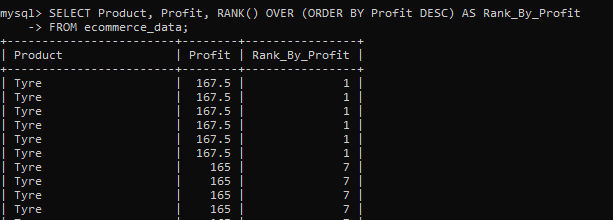 mysql> SELECT Product, Profit, RANK() OVER (ORDER BY Profit DESC) AS Rank_By_Profit
    -> FROM ecommerce_data;
+------------------------+--------+----------------+
| Product                | Profit | Rank_By_Profit |
+------------------------+--------+----------------+
| Tyre                   |  167.5 |              1 |
| Tyre                   |  167.5 |              1 |
| Tyre                   |  167.5 |              1 |
| Tyre                   |  167.5 |              1 |
| Tyre                   |  167.5 |              1 |
| Tyre                   |  167.5 |              1 |
| Tyre                   |    165 |              7 |
| Tyre                   |    165 |              7 |
| Tyre                   |    165 |              7 |
| Tyre                   |    165 |              7 |